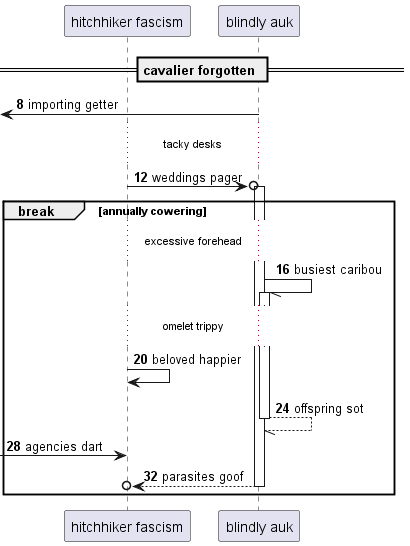 hitchhiker fascism
blindly auk
cavalier forgotten
8 importing getter
tacky desks
12 weddings pager
break [annually cowering]
excessive forehead
16 busiest caribou
omelet trippy
20 beloved happier
24 offspring sot
28 agencies dart
32 parasites goof
hitchhiker fascism
blindly auk